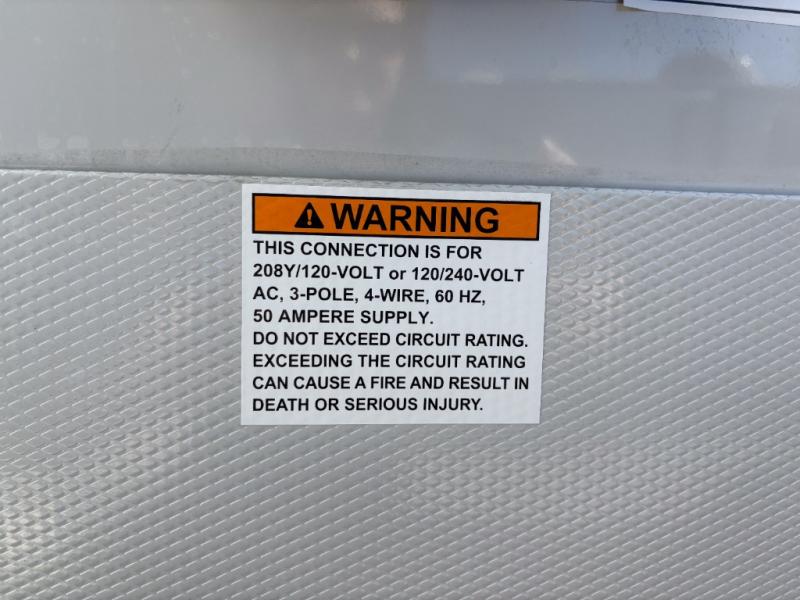 WARNING
THIS CONNECTION IS FOR
208Y/120-VOLT or 120/240-VOLT
AC, 3-POLE, 4-WIRE, 60 HZ,
50 AMPERE SUPPLY.
DO NOT EXCEED CIRCUIT RATING.
EXCEEDING THE CIRCUIT RATING
CAN CAUSE A FIRE AND RESULT IN
DEATH OR SERIOUS INJURY.